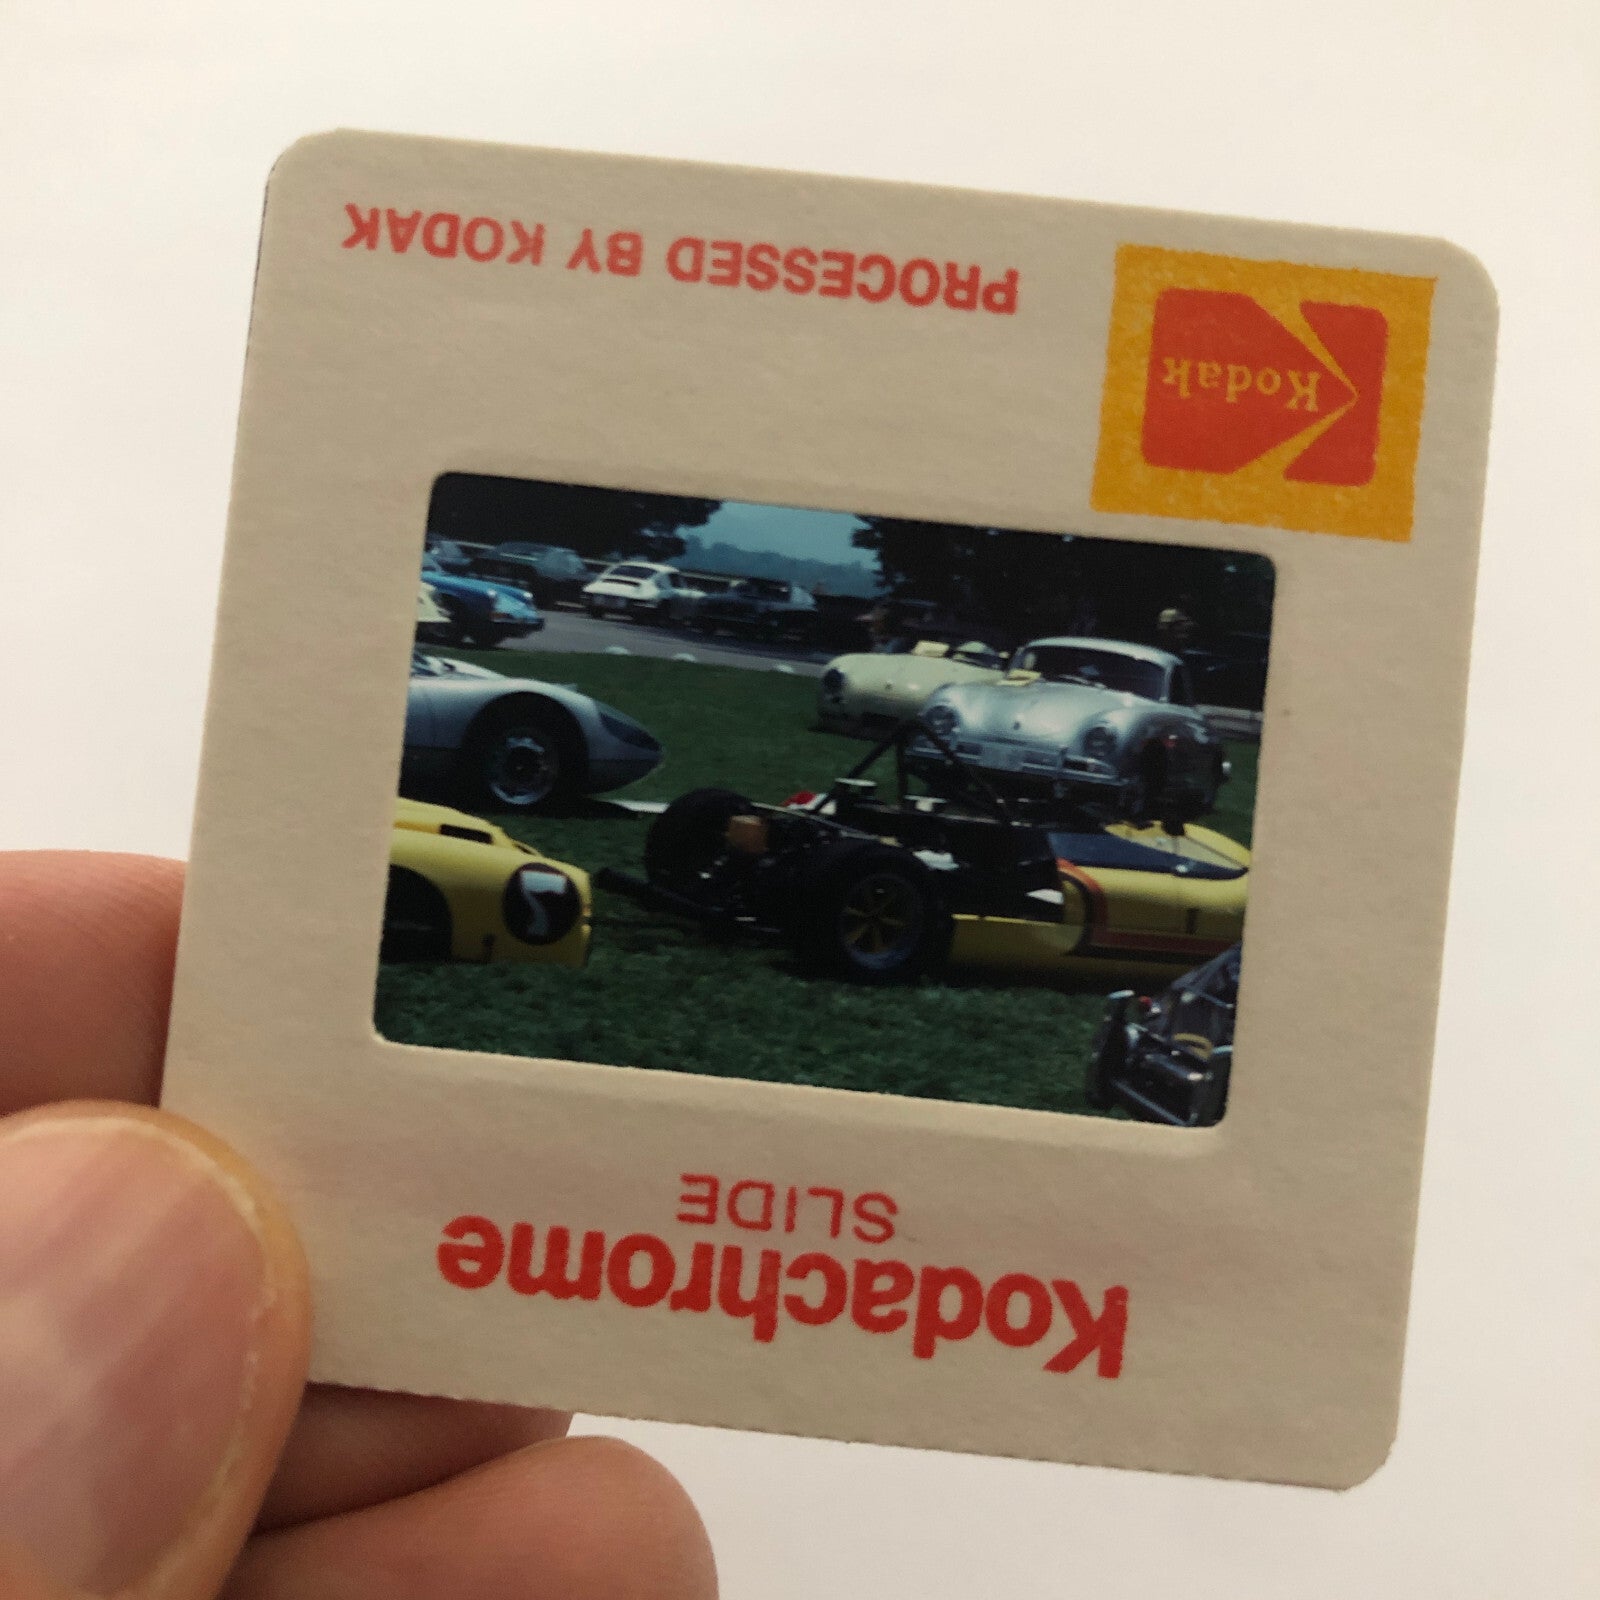 Kodachrome
SLIDE
PROCESSED BY KODAK
Kodak